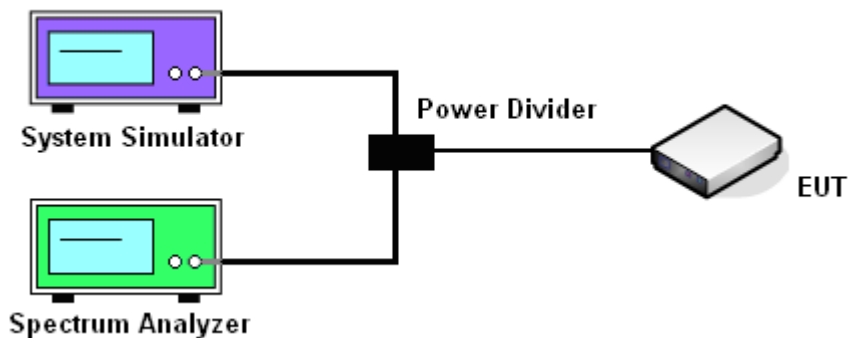 System Simulator
Power Divider
EUT
Spectrum Analyzer